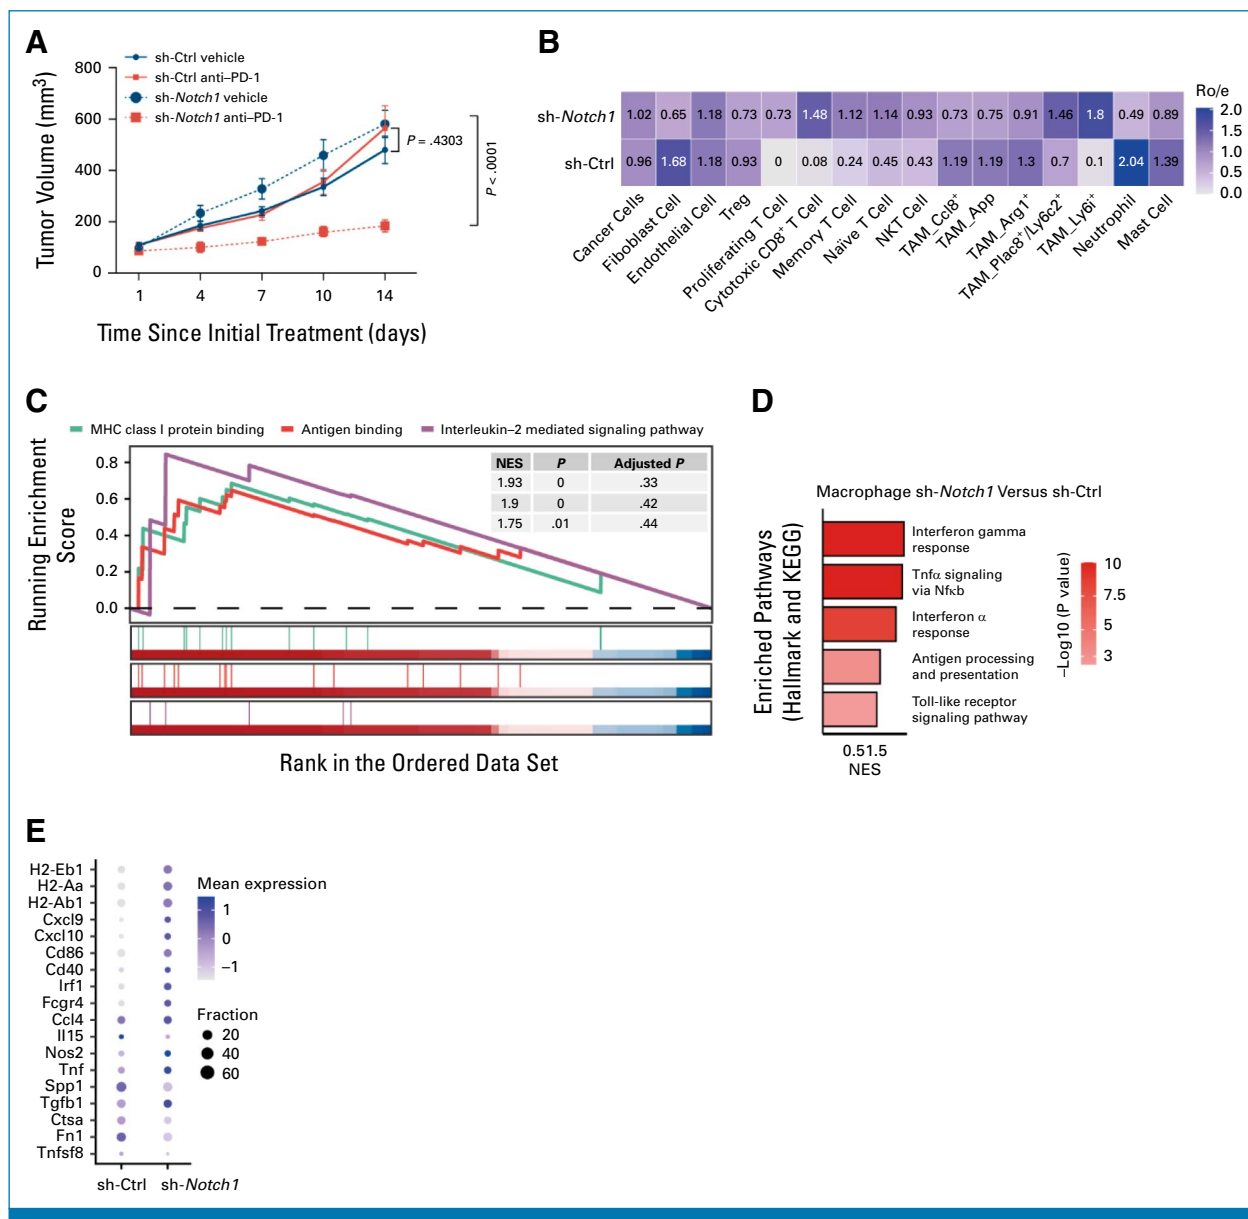 A
sh-Ctrl vehicle
sh-Ctrl anti–PD-1
sh-Notch1 vehicle
sh-Notch1 anti–PD-1
Tumor Volume (mm³)
800
600
400
200
0
P = .4303
P < .0001
1 4 7 10 14
Time Since Initial Treatment (days)
B
sh-Notch1 1.02 0.65 1.18 0.73 0.73 1.48 1.12 1.14 0.93 0.73 0.75 0.91 1.46 1.8 0.49 0.89
sh-Ctrl 0.96 1.68 1.18 0.93 0 0.08 0.24 0.45 0.43 1.19 1.19 1.3 0.7 0.1 2.04 1.39
Cancer Cells
Fibroblast Cell
Endothelial Cell
Treg
Proliferating T Cell
Cytotoxic CD8⁺ T Cell
Memory T Cell
Naïve T Cell
NKT Cell
TAM_Ccl8⁺
TAM_App
TAM_Arg1⁺
TAM_Plac8⁺/Ly6c2⁺
TAM_Ly6i⁺
Neutrophil
Mast Cell
Ro/e
2.0
1.5
1.0
0.5
0.0
C
MHC class I protein binding Antigen binding Interleukin–2 mediated signaling pathway
Running Enrichment
Score
0.8
0.6
0.4
0.2
0.0
NES P Adjusted P
1.93 0 .33
1.9 0 .42
1.75 .01 .44
Rank in the Ordered Data Set
D
Macrophage sh-Notch1 Versus sh-Ctrl
Enriched Pathways
(Hallmark and KEGG)
Interferon gamma
response
Tnfα signaling
via Nfκb
Interferon α
response
Antigen processing
and presentation
Toll-like receptor
signaling pathway
0.51.5
NES
–Log10 (P value)
10
7.5
5
3
E
H2-Eb1
H2-Aa
H2-Ab1
Cxcl9
Cxcl10
Cd86
Cd40
Irf1
Fcgr4
Ccl4
Il15
Nos2
Tnf
Spp1
Tgfb1
Ctsa
Fn1
Tnfsf8
sh-Ctrl sh-Notch1
Mean expression
1
0
–1
Fraction
20
40
60